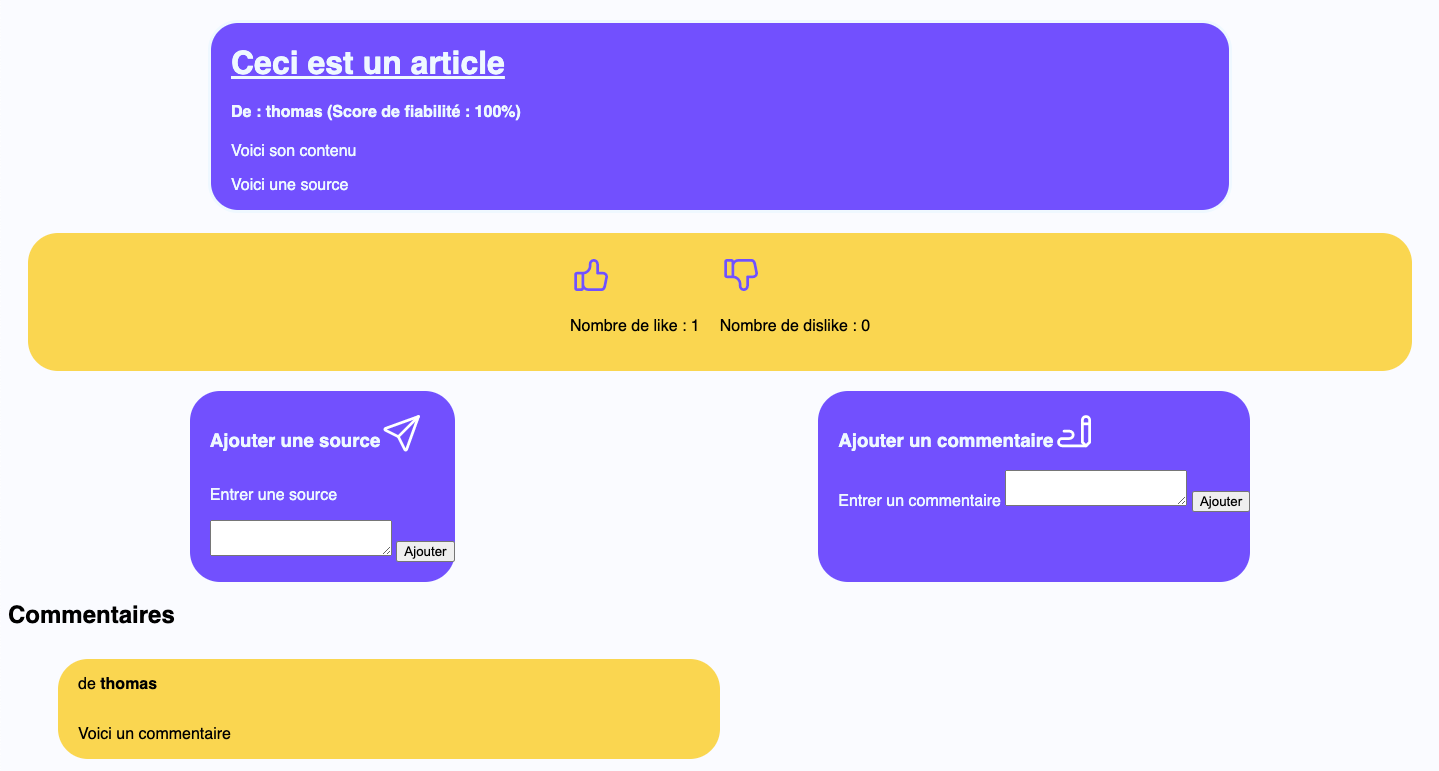 Ceci est un article
De : thomas (Score de fiabilité : 100%)
Voici son contenu
Voici une source
Nombre de like : 1
Nombre de dislike : 0
Ajouter une source
Entrer une source
Ajouter
Ajouter un commentaire
Entrer un commentaire
Ajouter
Commentaires
de thomas
Voici un commentaire